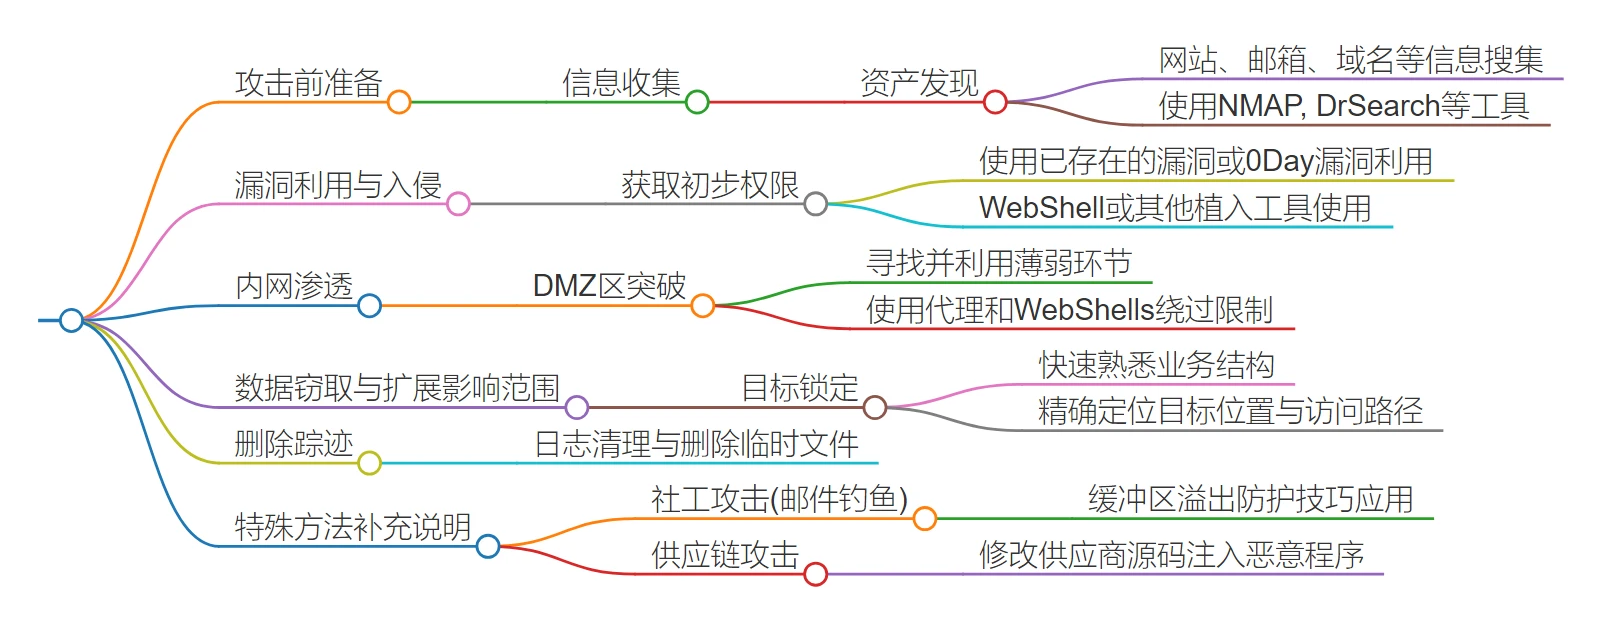 攻击前准备
信息收集
资产发现
网站、邮箱、域名等信息搜集
使用NMAP, DrSearch等工具
漏洞利用与入侵
获取初步权限
使用已存在的漏洞或0Day漏洞利用
WebShell或其他植入工具使用
内网渗透
DMZ区突破
寻找并利用薄弱环节
使用代理和WebShells绕过限制
数据窃取与扩展影响范围
目标锁定
快速熟悉业务结构
精确定位目标位置与访问路径
删除踪迹
日志清理与删除临时文件
特殊方法补充说明
社工攻击(邮件钓鱼)
缓冲区溢出防护技巧应用
供应链攻击
修改供应商源码注入恶意程序